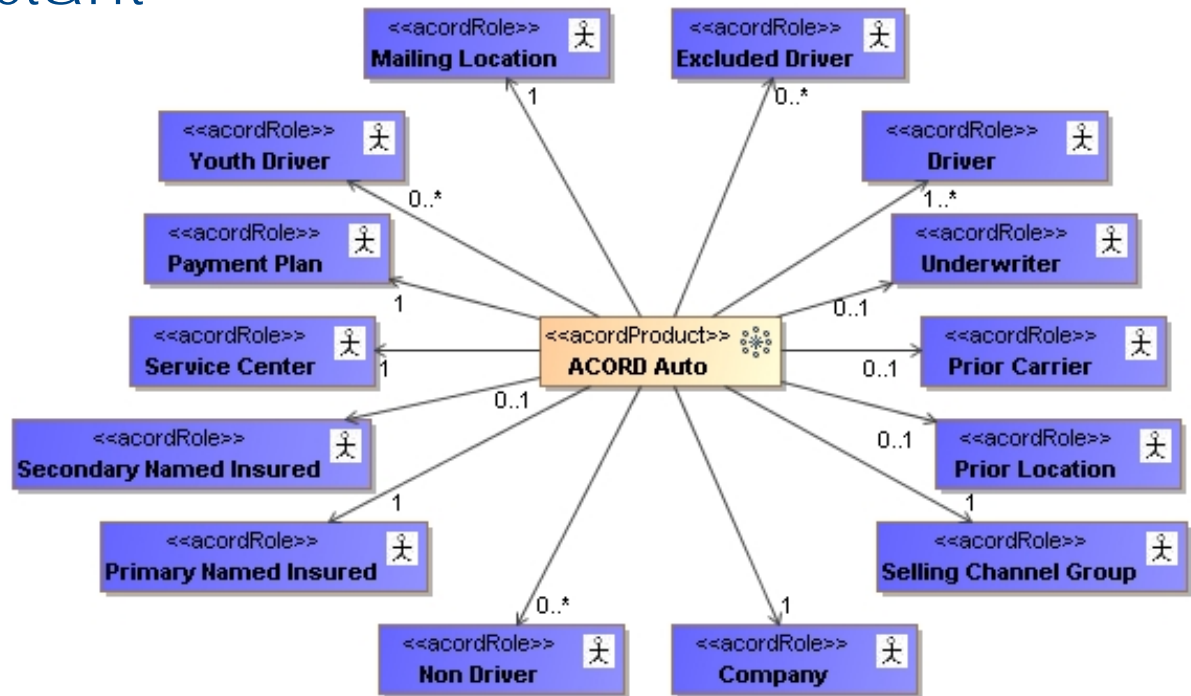 <<acordRole>>
Mailing Location
<<acordRole>>
Excluded Driver
1
0..*
<<acordRole>>
Youth Driver
<<acordRole>>
Driver
0..*
1..*
<<acordRole>>
Payment Plan
<<acordRole>>
Underwriter
1
0..1
<<acordProduct>>
ACORD Auto
<<acordRole>>
Service Center
1
<<acordRole>>
Prior Carrier
0..1
0..1
<<acordRole>>
Secondary Named Insured
0..1
<<acordRole>>
Prior Location
1
1
<<acordRole>>
Primary Named Insured
<<acordRole>>
Selling Channel Group
0..*
1
<<acordRole>>
Non Driver
<<acordRole>>
Company